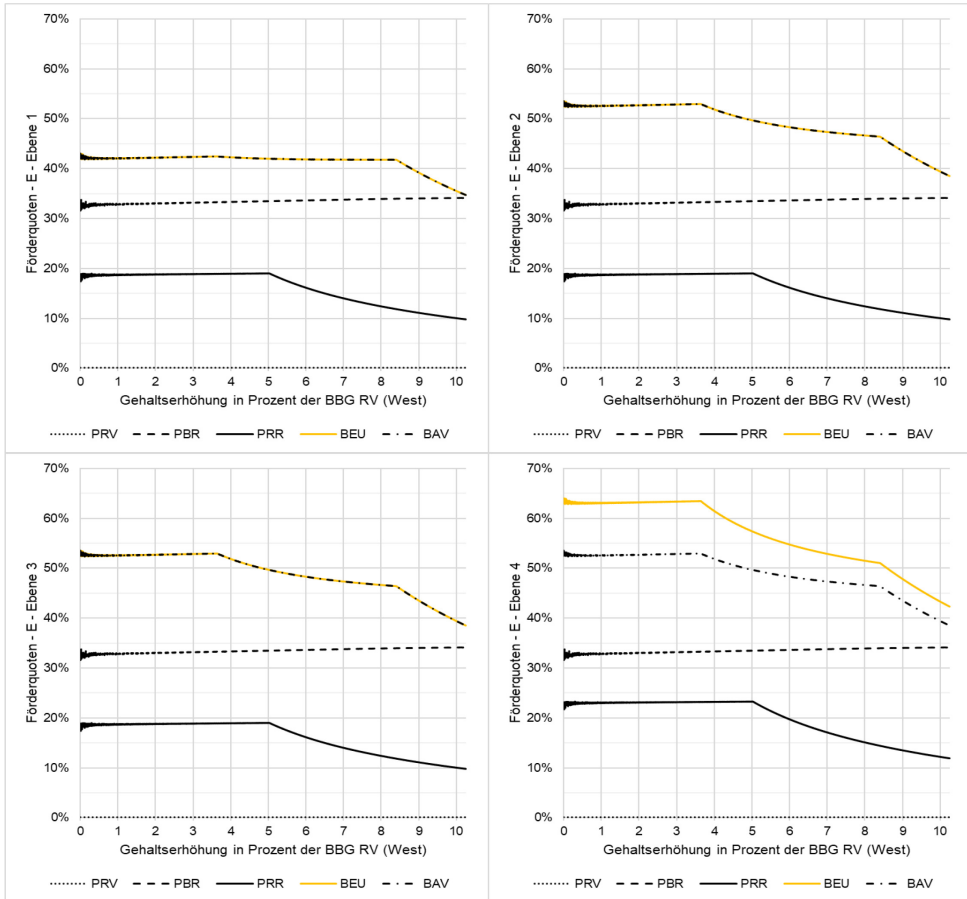 70%
60%
50%
40%
30%
20%
10%
0%
Förderquoten - E - Ebene 1
0 1 2 3 4 5 6 7 8 9 10
Gehaltserhöhung in Prozent der BBG RV (West)
PRV PBR PRR BEU BAV
70%
60%
50%
40%
30%
20%
10%
0%
Förderquoten - E - Ebene 2
0 1 2 3 4 5 6 7 8 9 10
Gehaltserhöhung in Prozent der BBG RV (West)
PRV PBR PRR BEU BAV
70%
60%
50%
40%
30%
20%
10%
0%
Förderquoten - E - Ebene 3
0 1 2 3 4 5 6 7 8 9 10
Gehaltserhöhung in Prozent der BBG RV (West)
PRV PBR PRR BEU BAV
70%
60%
50%
40%
30%
20%
10%
0%
Förderquoten - E - Ebene 4
0 1 2 3 4 5 6 7 8 9 10
Gehaltserhöhung in Prozent der BBG RV (West)
PRV PBR PRR BEU BAV